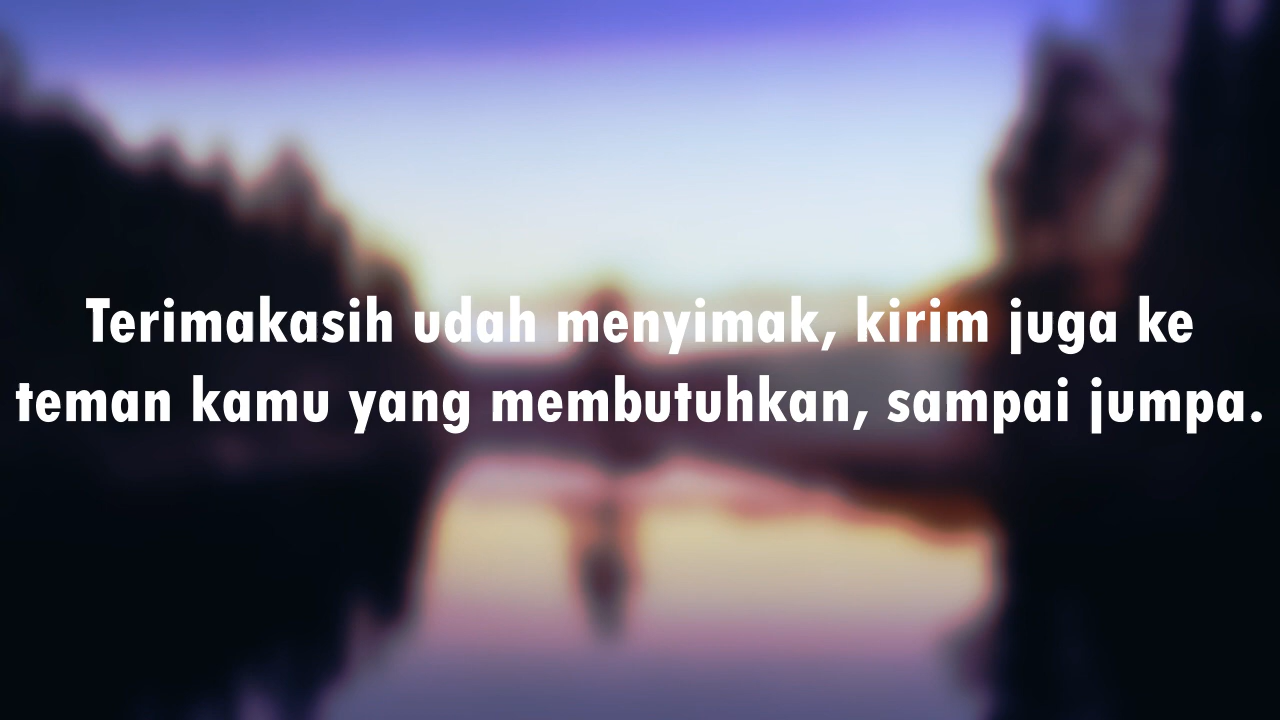 Terimakasih udah menyimak, kirim juga ke
teman kamu yang membutuhkan, sampai jumpa.